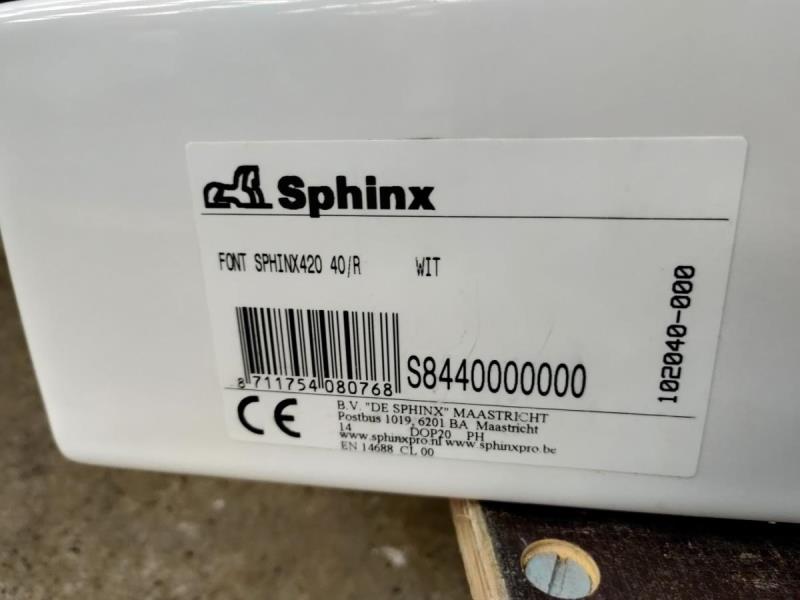 Sphinx
FONT SPHINX420 40/R WIT
102040-000
8 711754 080768
S8440000000
CE
B.V. "DE SPHINX" MAASTRICHT
Postbus 1019, 6201 BA Maastricht
14 DOP20 PH
www.sphinxpro.nl www.sphinxpro.be
EN 14688 CL 00